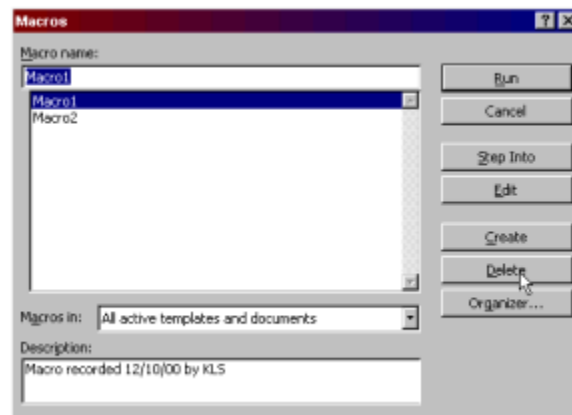 Macros
Macro name:
Macro1
Run
Macro1
Macro2
Cancel
Step Into
Edit
Create
Delete
Organizer...
Macros in:
All active templates and documents
Description:
Macro recorded 12/10/00 by KLS